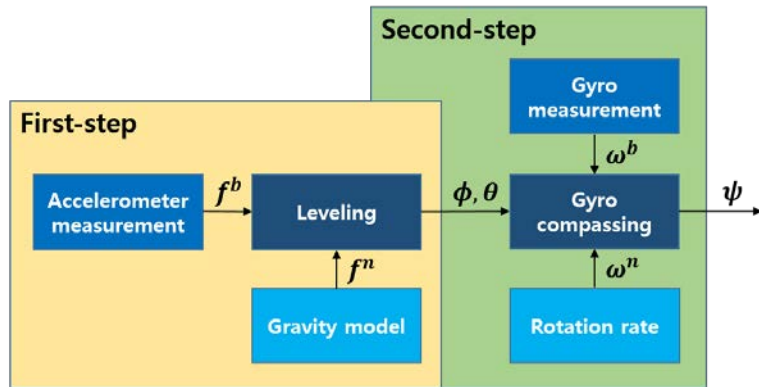 Second-step
Gyro
measurement
First-step
ω^b
Accelerometer
measurement
f^b
Leveling
ϕ, θ
Gyro
compassing
ψ
f^n
ω^n
Gravity model
Rotation rate